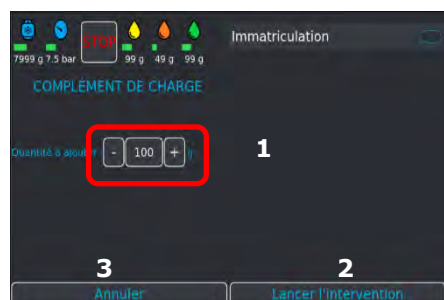 Immatriculation
STOP
7999 g 7.5 bar 99 g 49 g 99 g
COMPLEMENT DE CHARGE
Quantité à ajouter - 100 + g
1
3 2
Annuler Lancer l'intervention